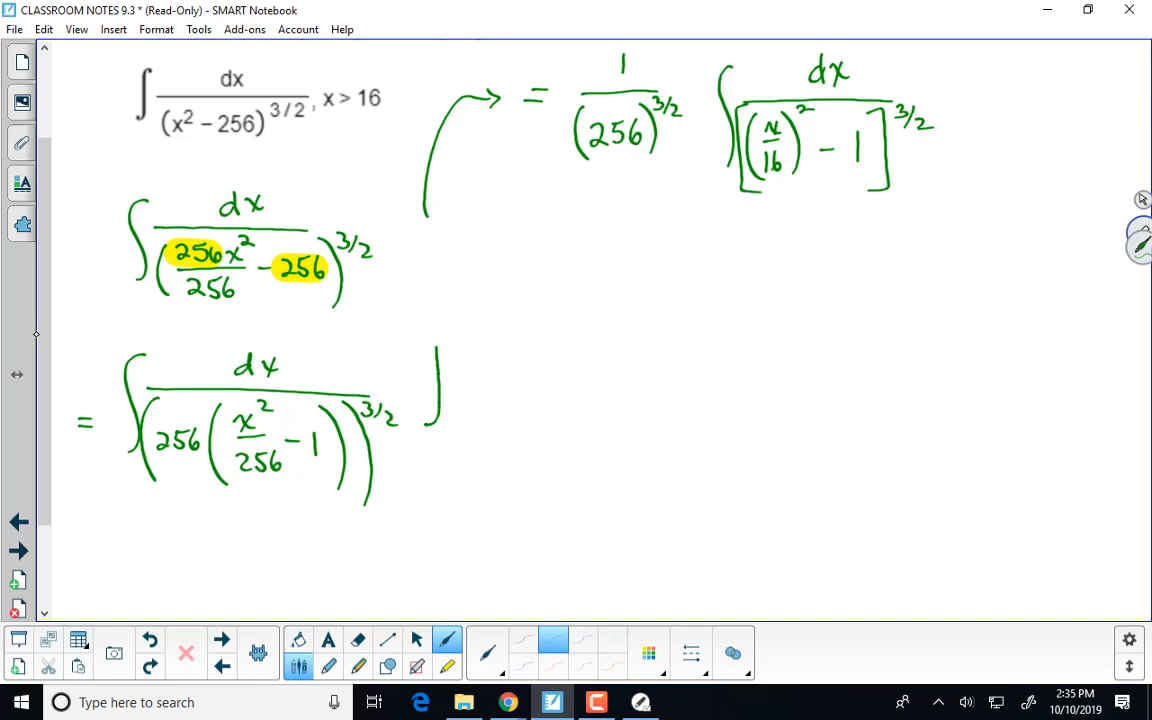 CLASSROOM NOTES 9.3 * (Read-Only) - SMART Notebook
File Edit View Insert Format Tools Add-ons Account Help
∫ dx / (x² − 256)^3/2 , x > 16
= 1 / (256)^3/2 ∫ dx / [(x/16)² − 1]^3/2
∫ dx / (256x²/256 − 256)^3/2
= ∫ dx / (256(x²/256 − 1))^3/2
A
Type here to search
2:35 PM
10/10/2019